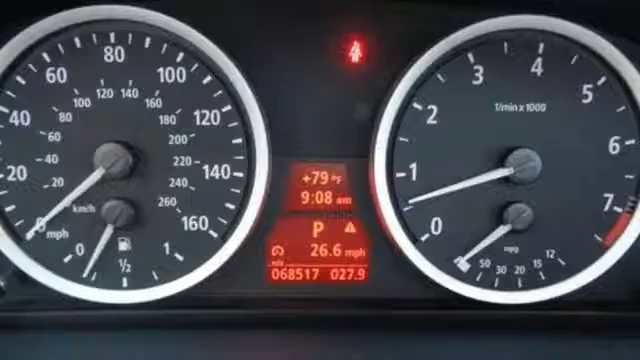 0 20 40 60 80 100 120 140 160
20 40 60 80 100 120 140 160 180 200 220 240 260
km/h
mph
0 1/2 1
+79 °F
9:08 am
P
26.6 mph
mls
068517 027.9
0 1 2 3 4 5 6 7
1/min x 1000
mpg
50 30 20 15 12